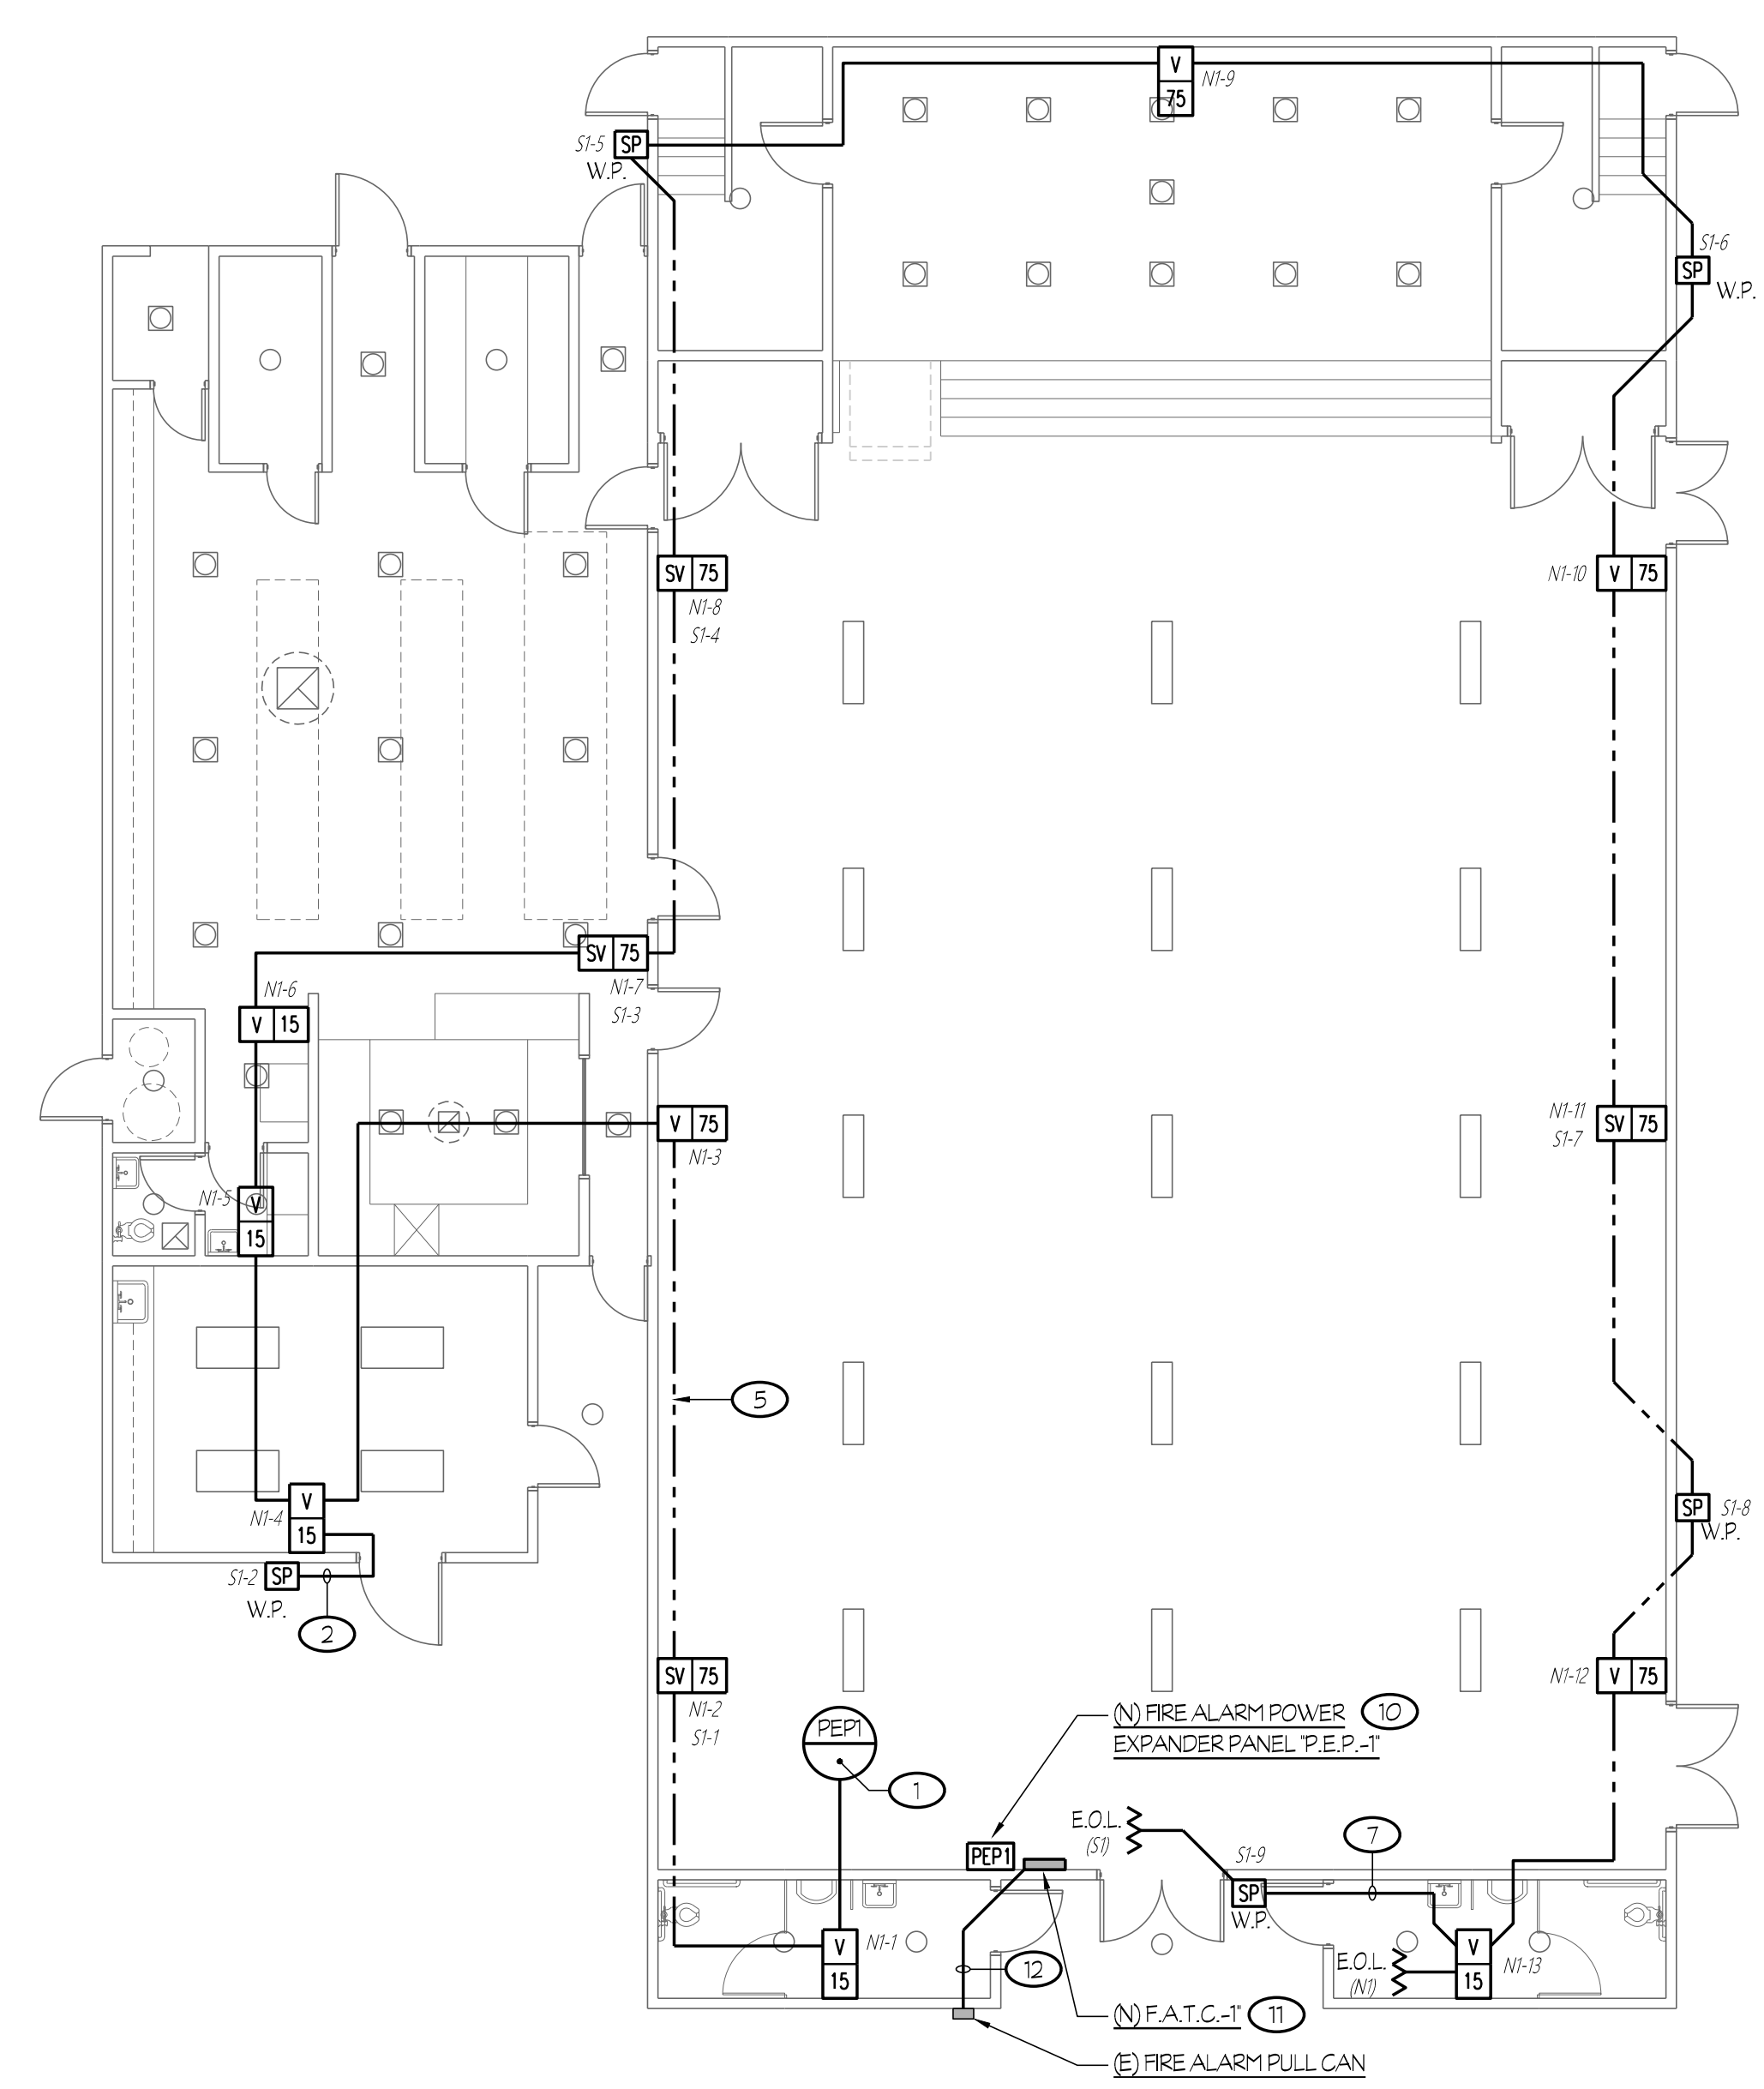 V
75
N1-9
S1-5
SP
W.P.
S1-6
SP
W.P.
SV 75
N1-8
S1-4
N1-10
V 75
SV 75
N1-7
S1-3
N1-6
V 15
V 75
N1-3
N1-11
S1-7
SV 75
N1-5
V
15
5
V
15
N1-4
S1-2
SP
W.P.
2
SP
S1-8
W.P.
SV 75
N1-2
S1-1
N1-12
V 75
PEP1
1
(N) FIRE ALARM POWER
EXPANDER PANEL "P.E.P.-1"
10
PEP1
E.O.L.
(S1)
S1-9
SP
W.P.
7
V
15
N1-1
12
E.O.L.
(N1)
V
15
N1-13
(N) F.A.T.C.-1"
11
(E) FIRE ALARM PULL CAN